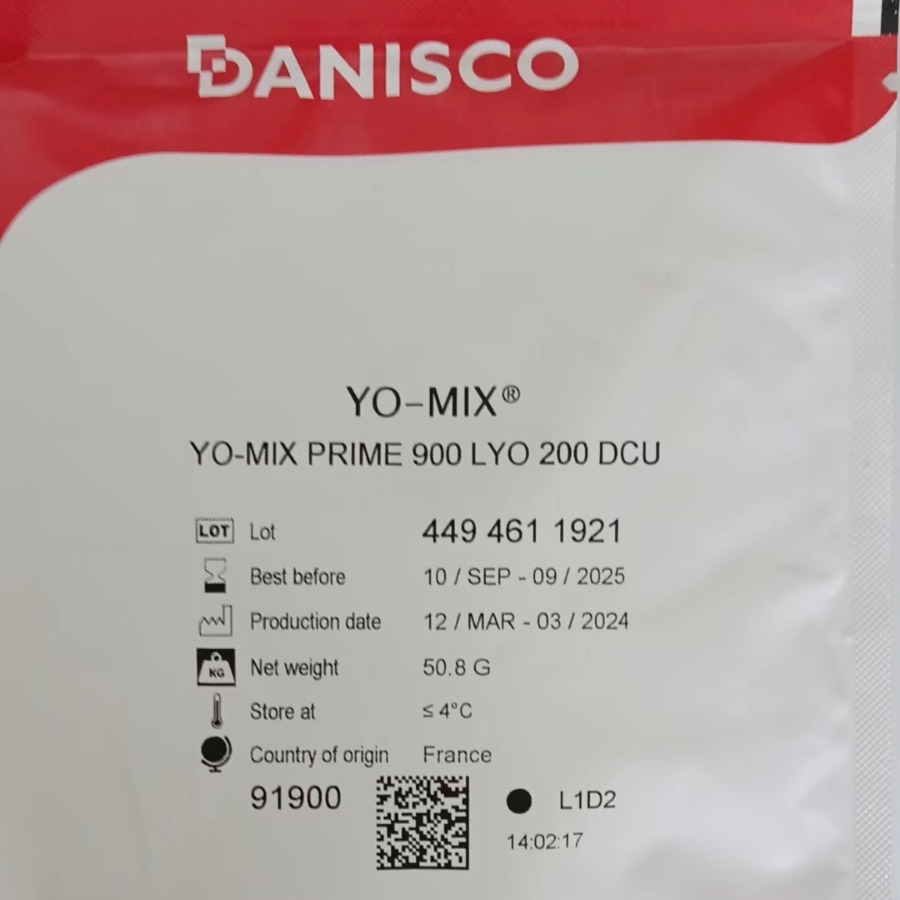 DANISCO
YO-MIX®
YO-MIX PRIME 900 LYO 200 DCU
LOT Lot 449 461 1921
Best before 10 / SEP - 09 / 2025
Production date 12 / MAR - 03 / 2024
KG Net weight 50.8 G
Store at ≤ 4°C
Country of origin France
91900 L1D2
14:02:17